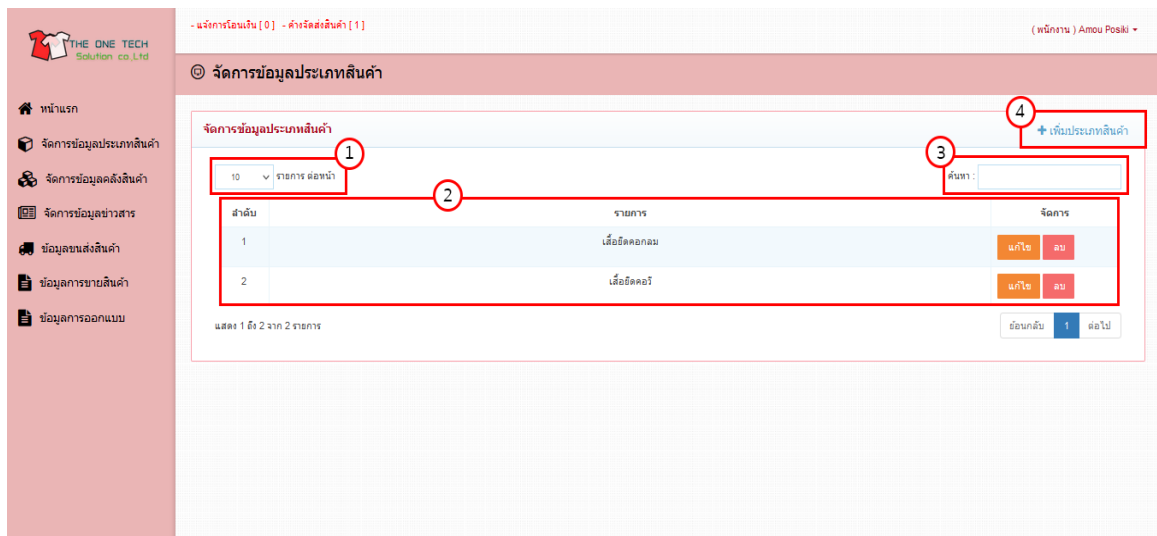 THE ONE TECH
Solution co.,Ltd
- แจ้งการโอนเงิน [ 0 ] - ค้างจัดส่งสินค้า [ 1 ]
( พนักงาน ) Amou Posiki
จัดการข้อมูลประเภทสินค้า
หน้าแรก
จัดการข้อมูลประเภทสินค้า
จัดการข้อมูลคลังสินค้า
จัดการข้อมูลข่าวสาร
ข้อมูลขนส่งสินค้า
ข้อมูลการขายสินค้า
ข้อมูลการออกแบบ
จัดการข้อมูลประเภทสินค้า
4
+ เพิ่มประเภทสินค้า
1
10 รายการ ต่อหน้า
3
ค้นหา :
2
ลำดับ รายการ จัดการ
1 เสื้อยืดคอกลม แก้ไข ลบ
2 เสื้อยืดคอวี แก้ไข ลบ
แสดง 1 ถึง 2 จาก 2 รายการ
ย้อนกลับ 1 ต่อไป